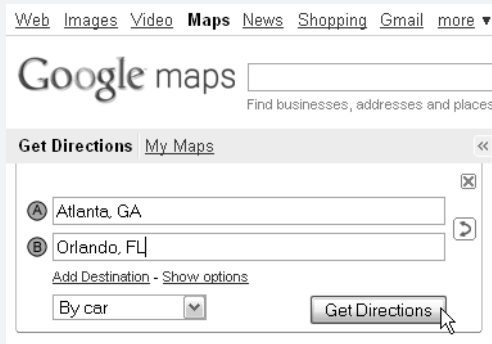 Web Images Video Maps News Shopping Gmail more ▼
Google maps
Find businesses, addresses and places
Get Directions My Maps «
A Atlanta, GA
B Orlando, FL
Add Destination - Show options
By car Get Directions